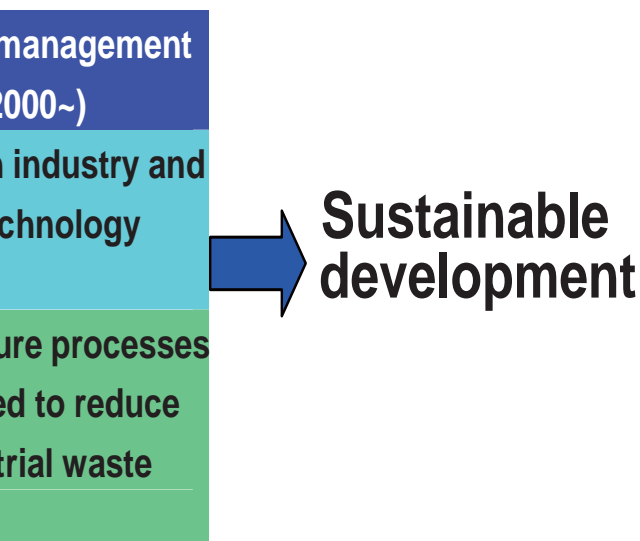 management
2000~)
n industry and
chnology
Sustainable
development
ure processes
ed to reduce
trial waste